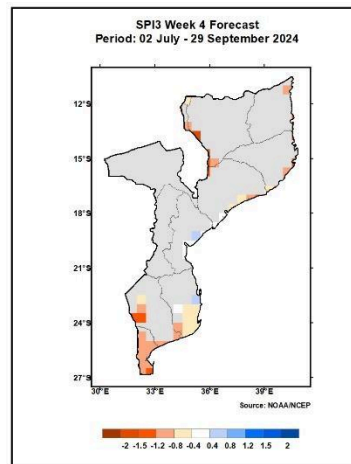 SPI3 Week 4 Forecast
Period: 02 July - 29 September 2024
12°S
15°S
18°S
21°S
24°S
27°S
30°E 33°E 36°E 39°E
Source: NOAA/NCEP
-2 -1.5 -1.2 -0.8 -0.4 0.4 0.8 1.2 1.5 2